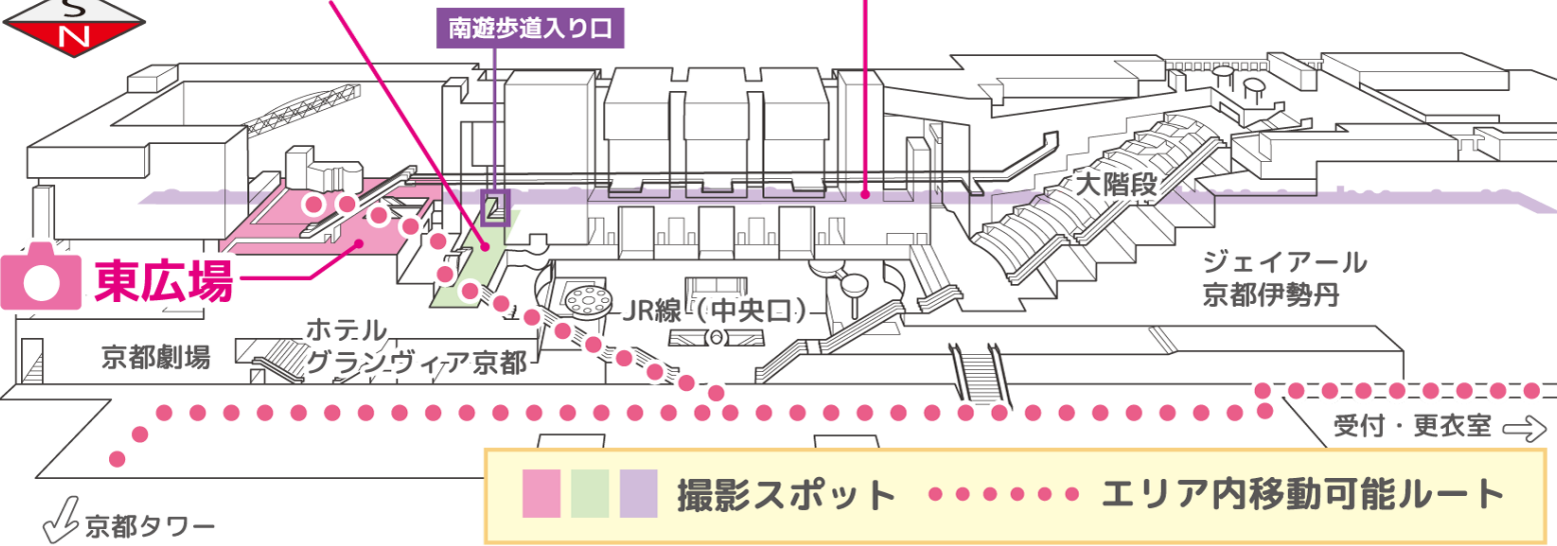 S
N
南遊歩道入り口
大階段
東広場
ジェイアール
京都伊勢丹
JR線（中央口）
ホテル
グランヴィア京都
京都劇場
受付・更衣室
撮影スポット
エリア内移動可能ルート
京都タワー